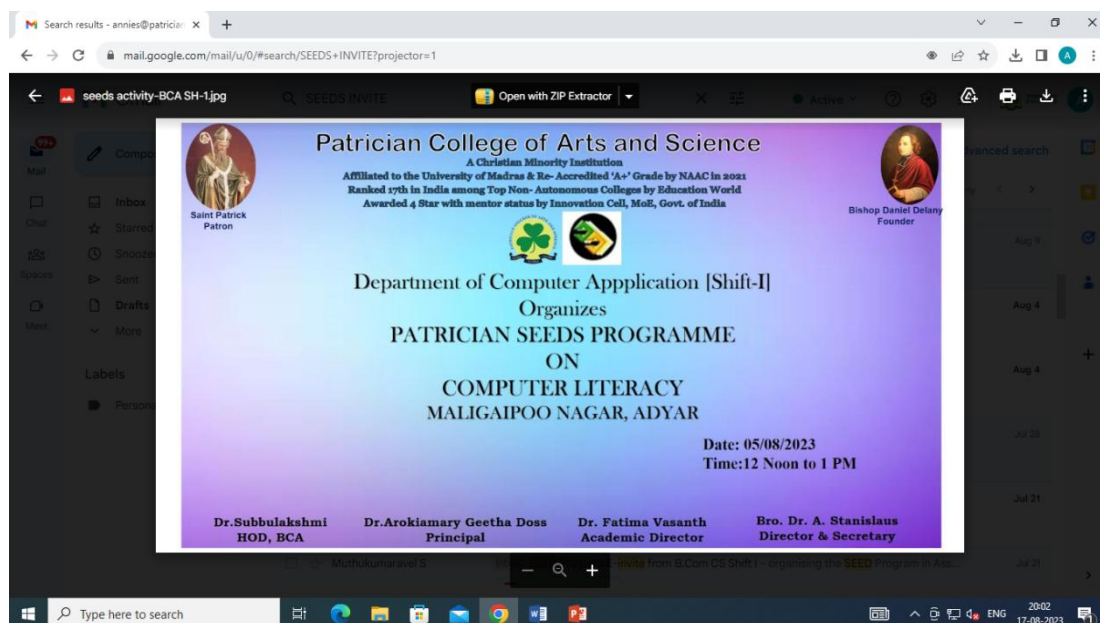 Search results - annies@patrician
mail.google.com/mail/u/0/#search/SEEDS+INVITE?projector=1
seeds activity-BCA SH-1.jpg
SEEDS INVITE
Open with ZIP Extractor
Active
99+
Mail
Chat
Spaces
Meet
Inbox
Starred
Sent
Drafts
More
Labels
search
Patrician College of Arts and Science
A Christian Minority Institution
Affiliated to the University of Madras & Re- Accredited ‘A+’ Grade by NAAC in 2021
Ranked 17th in India among Top Non- Autonomous Colleges by Education World
Awarded 4 Star with mentor status by Innovation Cell, MoE, Govt. of India
Saint Patrick
Patron
Bishop Daniel Delany
Founder
Department of Computer Appplication [Shift-I]
Organizes
PATRICIAN SEEDS PROGRAMME
ON
COMPUTER LITERACY
MALIGAIPOO NAGAR, ADYAR
Date: 05/08/2023
Time:12 Noon to 1 PM
Dr.Subbulakshmi
HOD, BCA
Dr.Arokiamary Geetha Doss
Principal
Dr. Fatima Vasanth
Academic Director
Bro. Dr. A. Stanislaus
Director & Secretary
Aug 9
Aug 4
Aug 4
Jul 28
Jul 21
Muthukumaravel S
invite from B.Com CS Shift I - organising the SEED Program in
Jul 21
Type here to search
ENG
20:02
17-08-2023